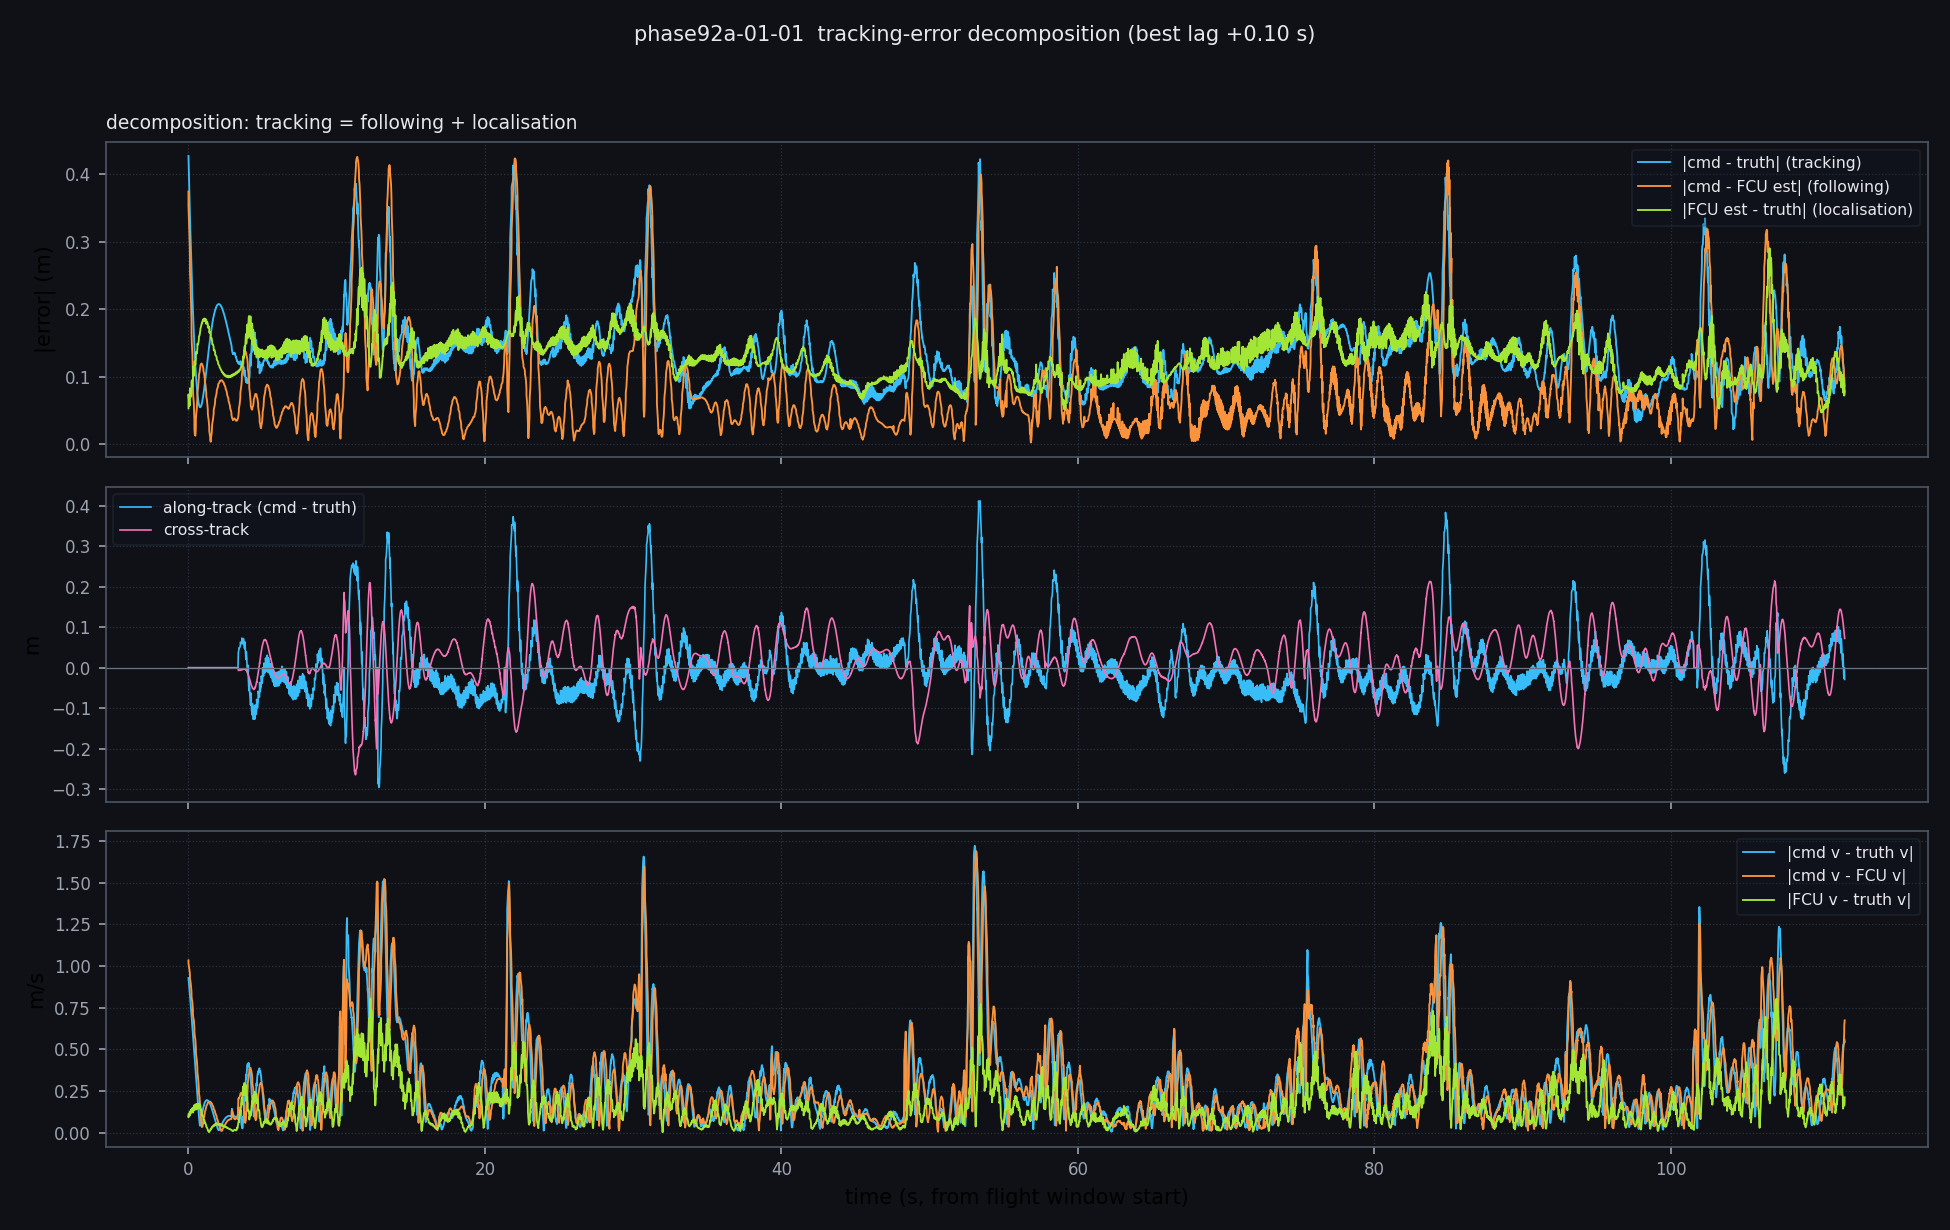 phase92a-01-01  tracking-error decomposition (best lag +0.10 s)
decomposition: tracking = following + localisation
|error| (m)
0.4
0.3
0.2
0.1
0.0
|cmd - truth| (tracking)
|cmd - FCU est| (following)
|FCU est - truth| (localisation)
m
0.4
0.3
0.2
0.1
0.0
−0.1
−0.2
−0.3
along-track (cmd - truth)
cross-track
m/s
1.75
1.50
1.25
1.00
0.75
0.50
0.25
0.00
|cmd v - truth v|
|cmd v - FCU v|
|FCU v - truth v|
0 20 40 60 80 100
time (s, from flight window start)